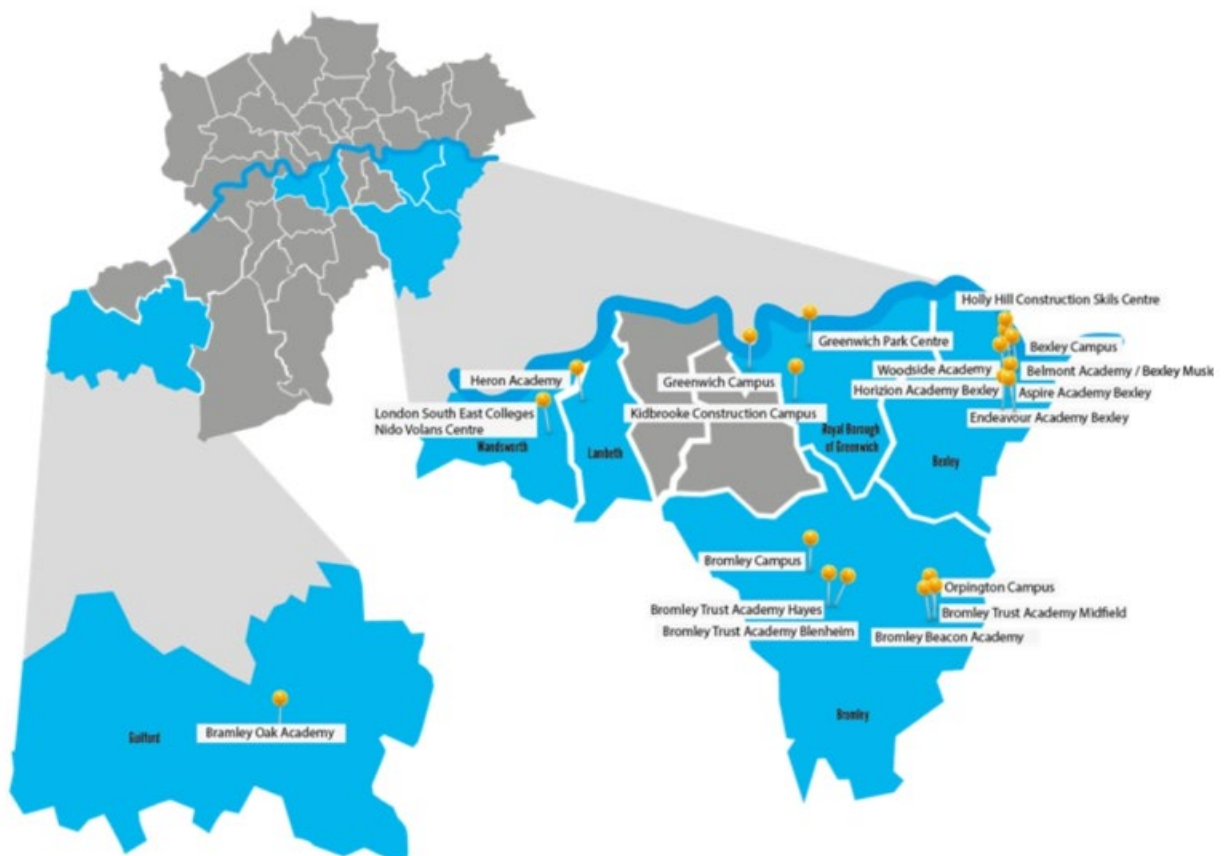 Holly Hill Construction Skils Centre
Greenwich Park Centre
Bexley Campus
Heron Academy
Greenwich Campus
Woodside Academy
Belmont Academy / Bexley Music
Horizion Academy Bexley
Aspire Academy Bexley
London South East Colleges
Nido Volans Centre
Kidbrooke Construction Campus
Endeavour Academy Bexley
Wandsworth
Lambeth
Royal Borough
of Greenwich
Bexley
Bromley Campus
Orpington Campus
Bromley Trust Academy Hayes
Bromley Trust Academy Midfield
Bromley Trust Academy Blenheim
Bromley Beacon Academy
Bromley
Guilford
Bramley Oak Academy